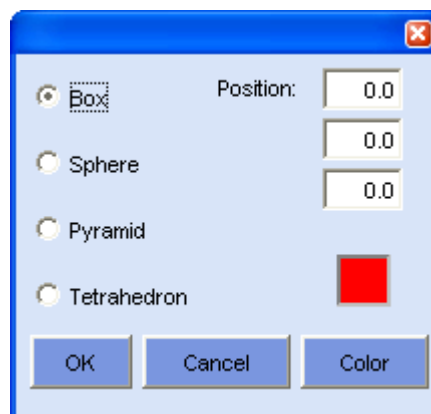 Box Position: 0.0
0.0
Sphere
0.0
Pyramid
Tetrahedron
OK Cancel Color